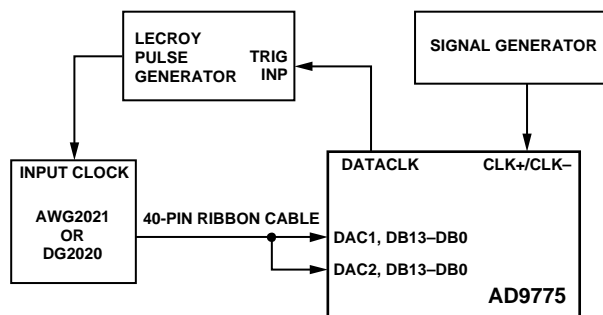 LECROY
PULSE
GENERATOR
TRIG
INP
SIGNAL GENERATOR
INPUT CLOCK
AWG2021
OR
DG2020
40-PIN RIBBON CABLE
DATACLK
CLK+/CLK–
DAC1, DB13–DB0
DAC2, DB13–DB0
AD9775